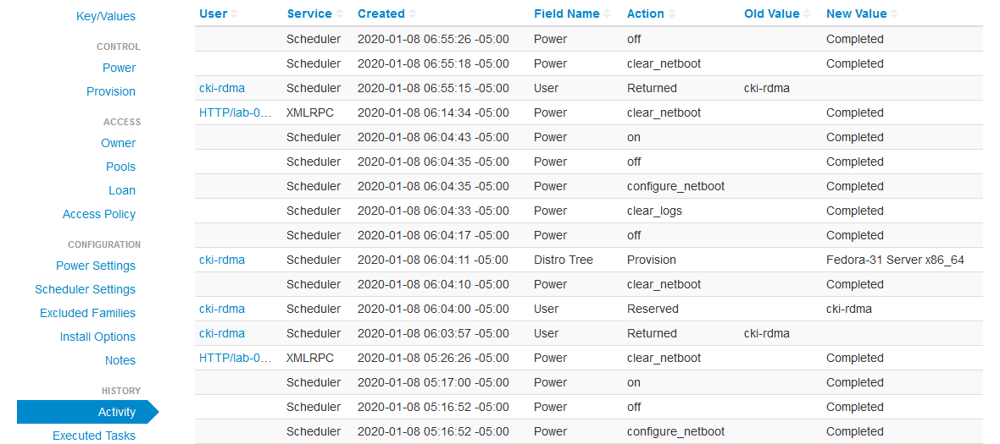 Key/Values
CONTROL
Power
Provision
ACCESS
Owner
Pools
Loan
Access Policy
CONFIGURATION
Power Settings
Scheduler Settings
Excluded Families
Install Options
Notes
HISTORY
Activity
Executed Tasks
User Service Created Field Name Action Old Value New Value
Scheduler 2020-01-08 06:55:26 -05:00 Power off Completed
Scheduler 2020-01-08 06:55:18 -05:00 Power clear_netboot Completed
cki-rdma Scheduler 2020-01-08 06:55:15 -05:00 User Returned cki-rdma
HTTP/lab-0... XMLRPC 2020-01-08 06:14:34 -05:00 Power clear_netboot Completed
Scheduler 2020-01-08 06:04:43 -05:00 Power on Completed
Scheduler 2020-01-08 06:04:35 -05:00 Power off Completed
Scheduler 2020-01-08 06:04:35 -05:00 Power configure_netboot Completed
Scheduler 2020-01-08 06:04:33 -05:00 Power clear_logs Completed
Scheduler 2020-01-08 06:04:17 -05:00 Power off Completed
cki-rdma Scheduler 2020-01-08 06:04:11 -05:00 Distro Tree Provision Fedora-31 Server x86_64
Scheduler 2020-01-08 06:04:10 -05:00 Power clear_netboot Completed
cki-rdma Scheduler 2020-01-08 06:04:00 -05:00 User Reserved cki-rdma
cki-rdma Scheduler 2020-01-08 06:03:57 -05:00 User Returned cki-rdma
HTTP/lab-0... XMLRPC 2020-01-08 05:26:26 -05:00 Power clear_netboot Completed
Scheduler 2020-01-08 05:17:00 -05:00 Power on Completed
Scheduler 2020-01-08 05:16:52 -05:00 Power off Completed
Scheduler 2020-01-08 05:16:52 -05:00 Power configure_netboot Completed